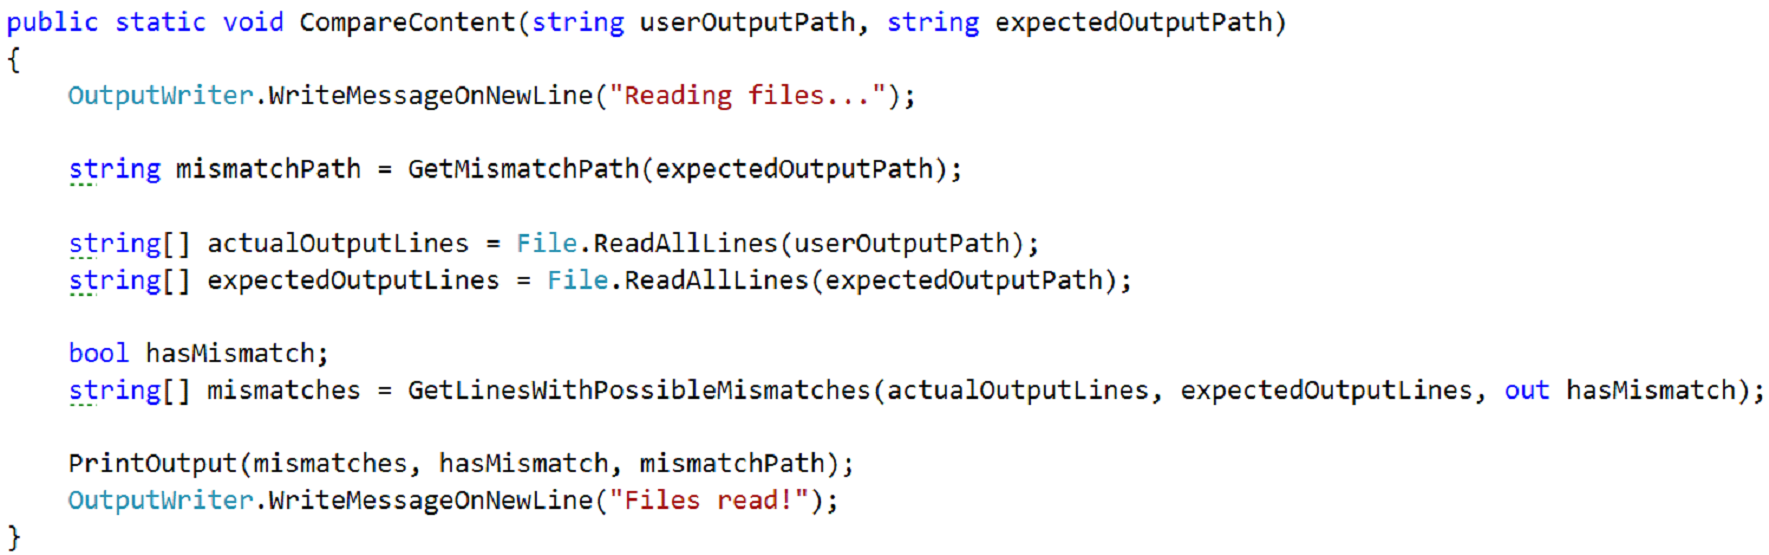 public static void CompareContent(string userOutputPath, string expectedOutputPath)
{
    OutputWriter.WriteMessageOnNewLine("Reading files...");

    string mismatchPath = GetMismatchPath(expectedOutputPath);

    string[] actualOutputLines = File.ReadAllLines(userOutputPath);
    string[] expectedOutputLines = File.ReadAllLines(expectedOutputPath);

    bool hasMismatch;
    string[] mismatches = GetLinesWithPossibleMismatches(actualOutputLines, expectedOutputLines, out hasMismatch);

    PrintOutput(mismatches, hasMismatch, mismatchPath);
    OutputWriter.WriteMessageOnNewLine("Files read!");
}